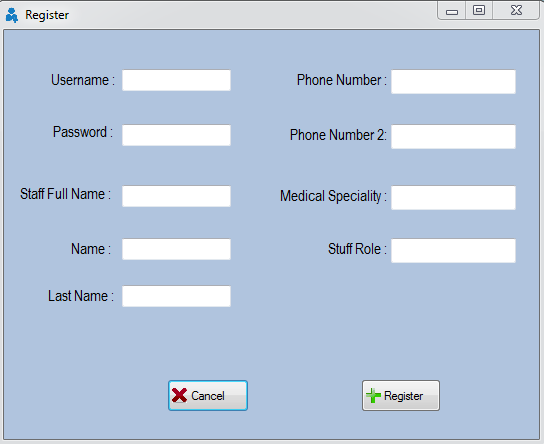 Register
Username :
Phone Number :
Password :
Phone Number 2:
Staff Full Name :
Medical Speciality :
Name :
Stuff Role :
Last Name :
Cancel
Register